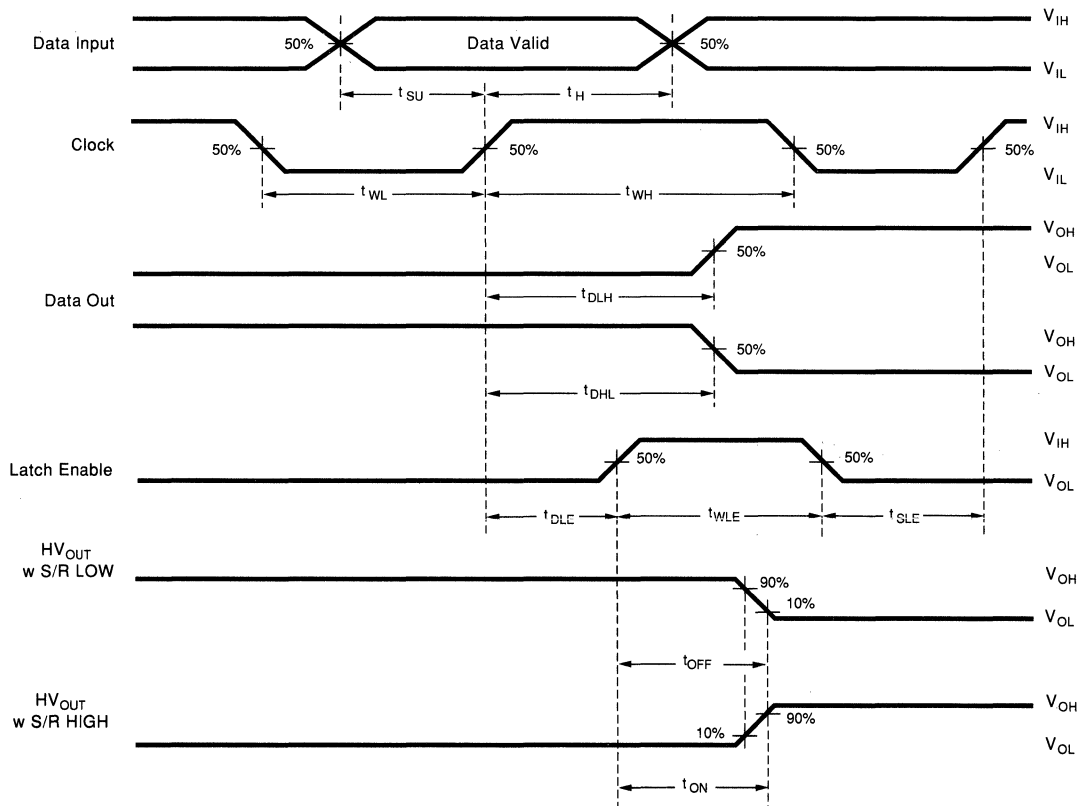 V_IH
Data Input 50% Data Valid 50%
V_IL
t_SU t_H
V_IH
Clock 50% 50% 50% 50%
V_IL
t_WL t_WH
V_OH
50%
V_OL
t_DLH
Data Out
V_OH
50%
V_OL
t_DHL
V_IH
Latch Enable 50% 50%
V_OL
t_DLE t_WLE t_SLE
HV_OUT
w S/R LOW
V_OH
90%
10%
V_OL
t_OFF
HV_OUT
w S/R HIGH
V_OH
90%
10%
V_OL
t_ON